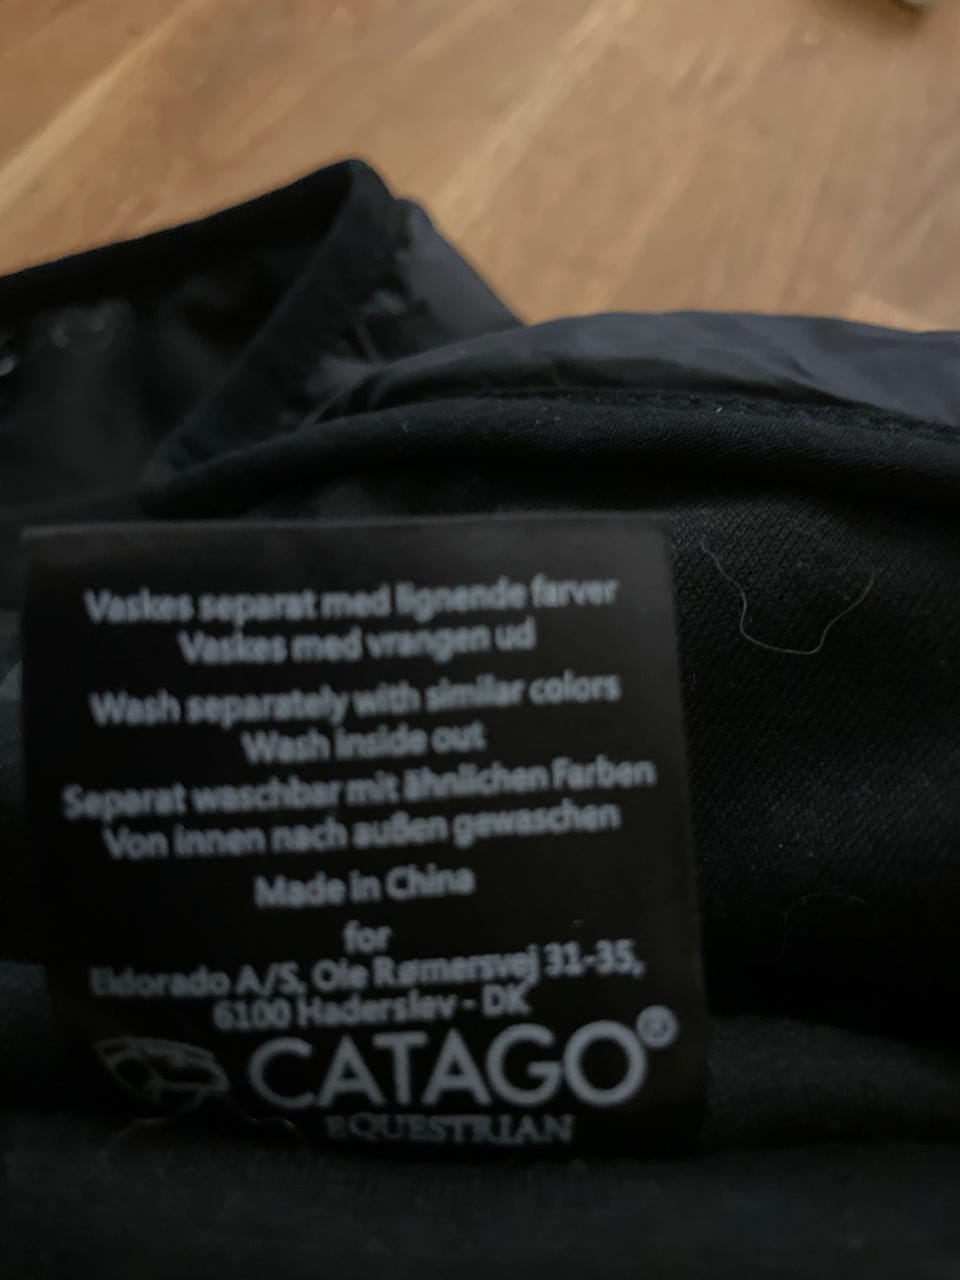 Vaskes separat med lignende farver
Vaskes med vrangen ud
Wash separately with similar colors
Wash inside out
Separat waschbar mit ähnlichen Farben
Von innen nach außen gewaschen
Made in China
for
Eldorado A/S, Ole Rømersvej 31-35,
6100 Haderslev - DK
CATAGO®
EQUESTRIAN